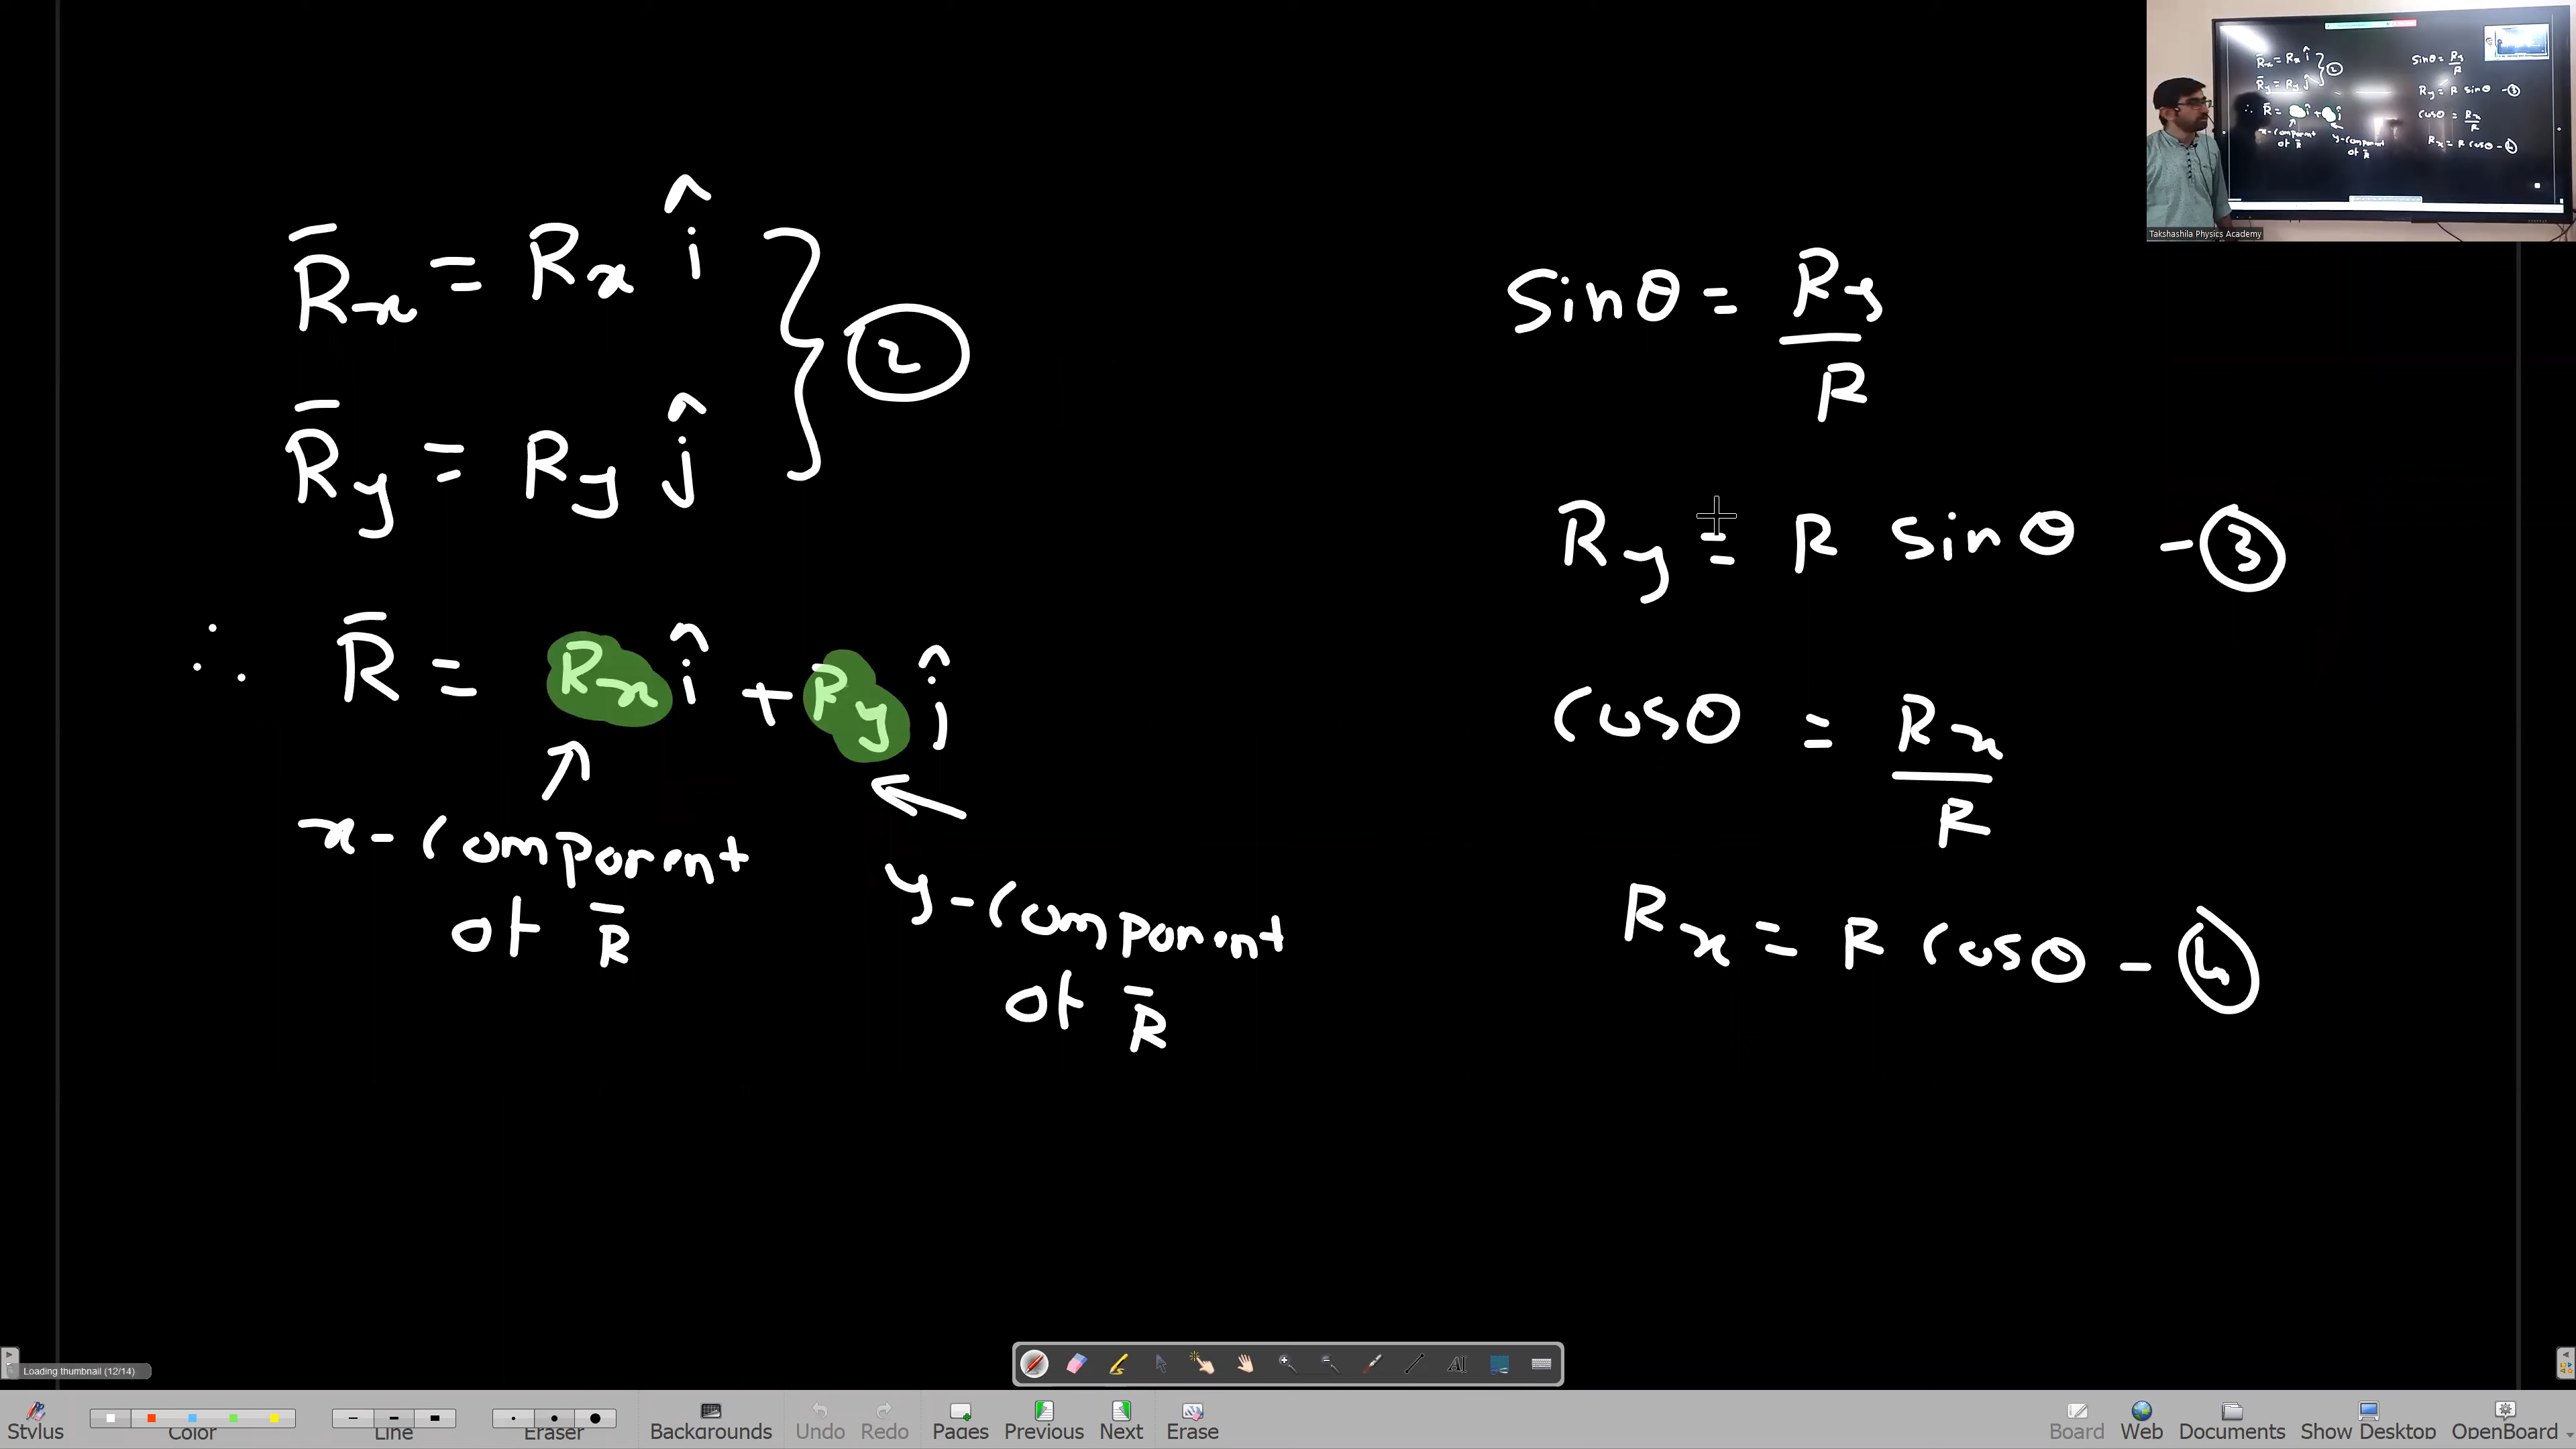 R̄x = Rx î
R̄y = Ry ĵ
} ②
∴ R̄ = Rx î + Ry ĵ
x-component
of R̄
y-component
of R̄
Sinθ = Ry/R
Ry = R Sinθ - ③
Cosθ = Rx/R
Rx = R Cosθ - ④
Takshashila Physics Academy
Loading thumbnail (12/14)
Stylus Color Line Eraser Backgrounds Undo Redo Pages Previous Next Erase Board Web Documents Show Desktop OpenBoard